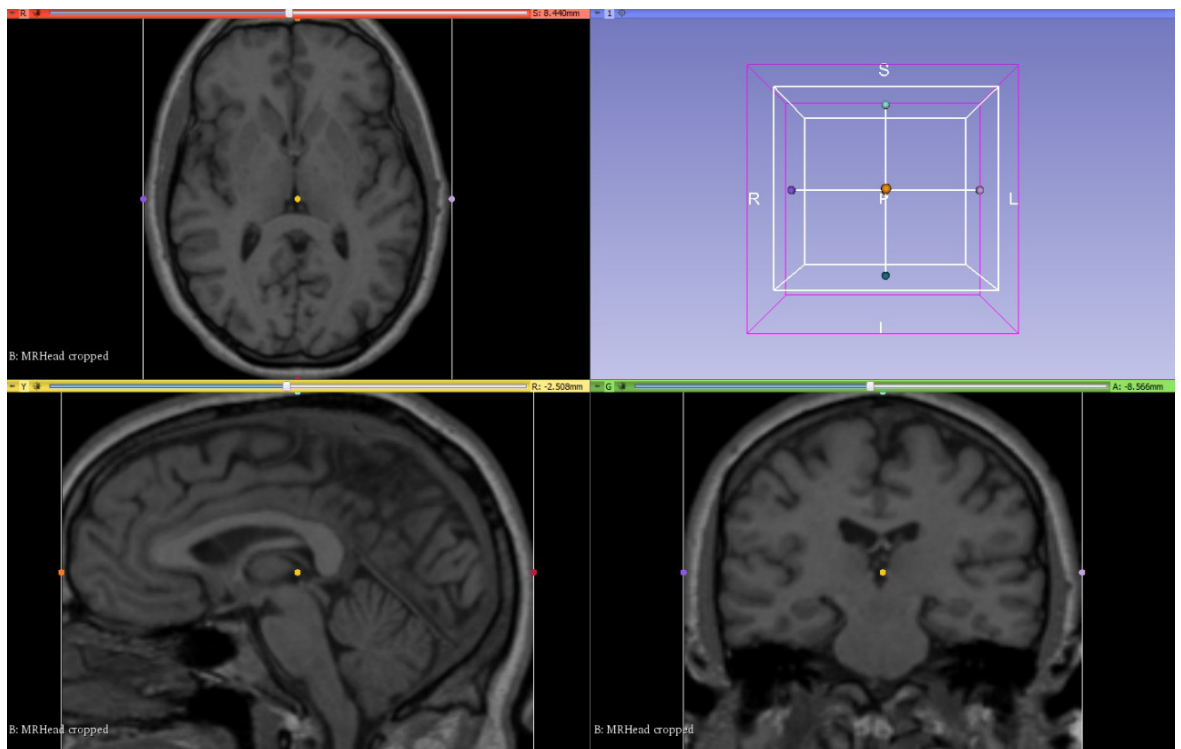 R
S: 8.440mm
1
B: MRHead cropped
S
R
P
L
I
Y
R: -2.508mm
G
A: -8.566mm
B: MRHead cropped
B: MRHead cropped